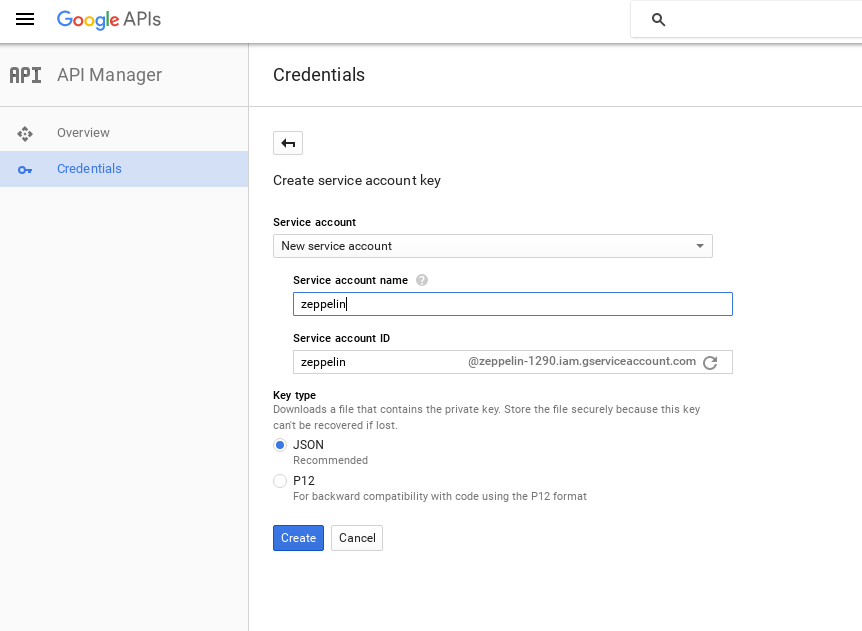 Google APIs
API API Manager
Credentials
Overview
Credentials
Create service account key
Service account
New service account
Service account name ?
zeppelin
Service account ID
zeppelin @zeppelin-1290.iam.gserviceaccount.com
Key type
Downloads a file that contains the private key. Store the file securely because this key
can't be recovered if lost.
JSON
Recommended
P12
For backward compatibility with code using the P12 format
Create Cancel